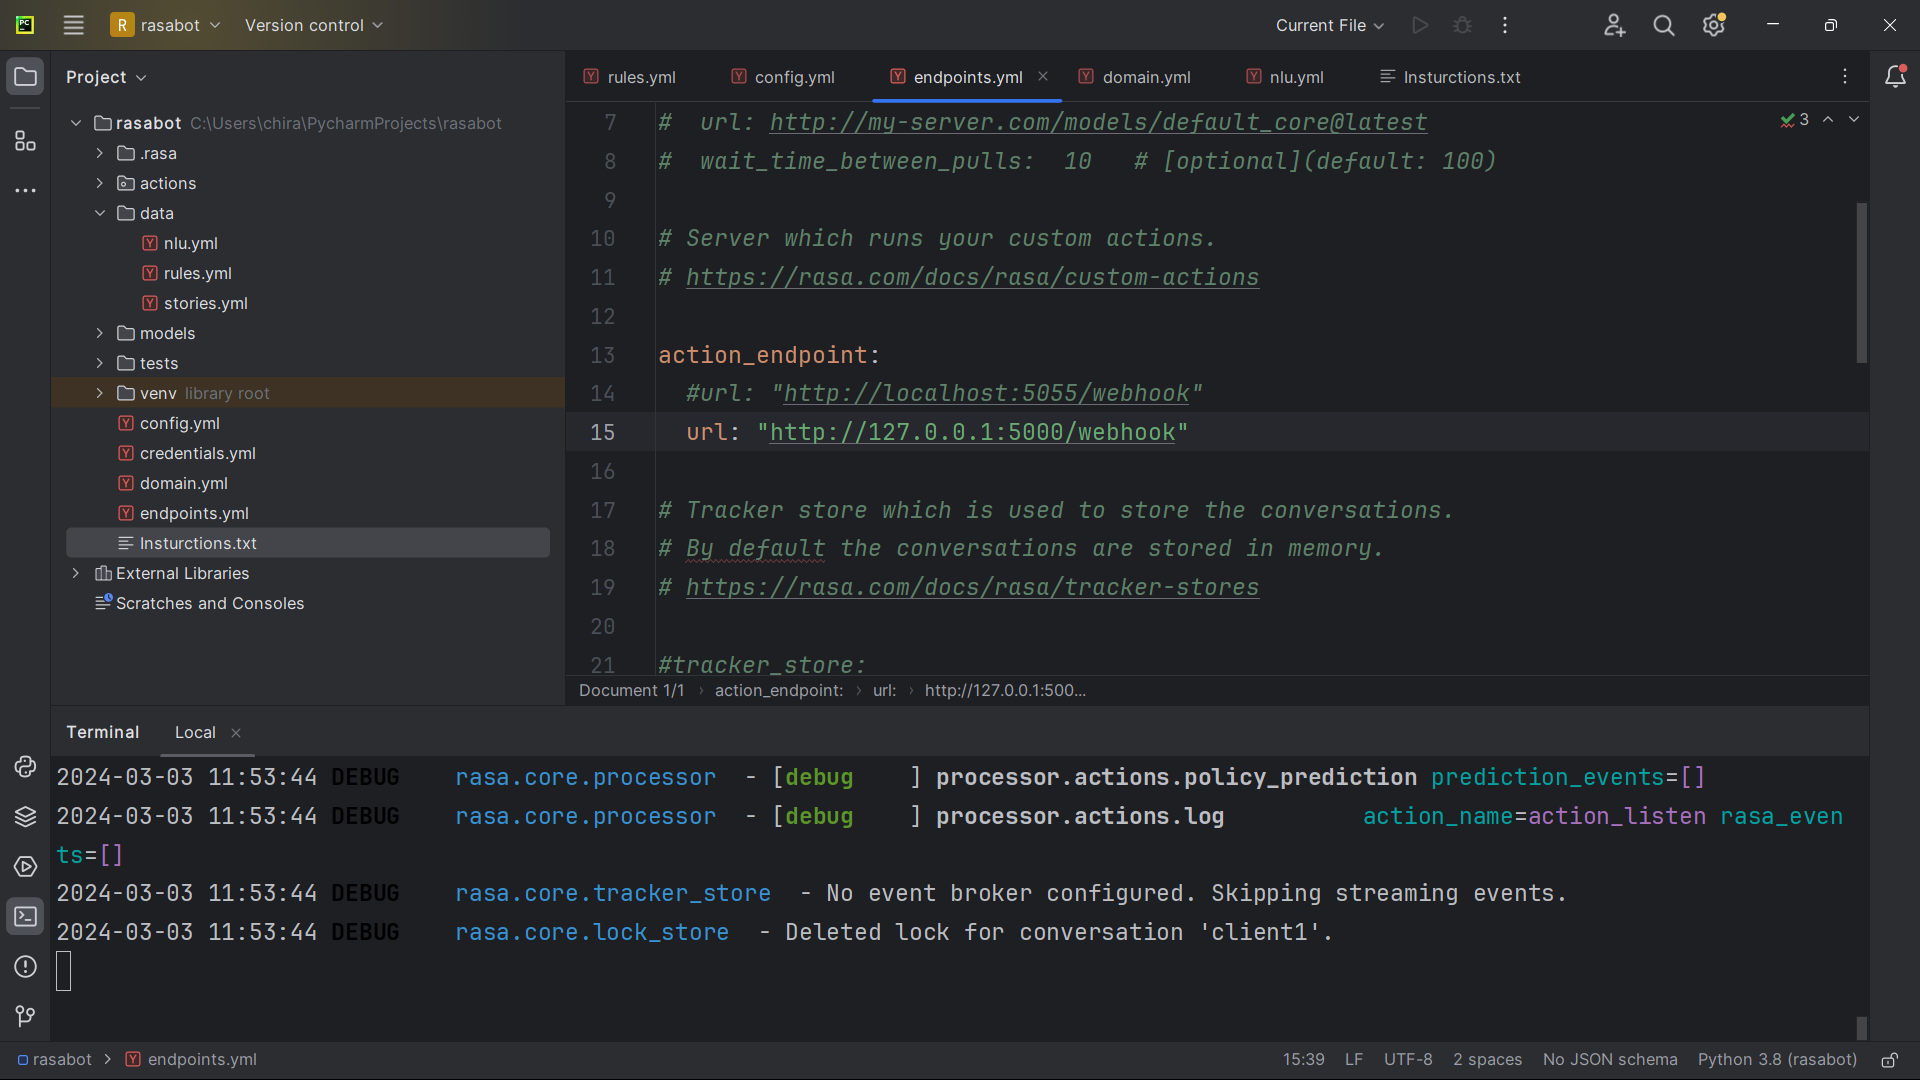 PC
R rasabot
Version control
Current File
Project
rasabot C:\Users\chira\PycharmProjects\rasabot
.rasa
actions
data
nlu.yml
rules.yml
stories.yml
models
tests
venv library root
config.yml
credentials.yml
domain.yml
endpoints.yml
Insturctions.txt
External Libraries
Scratches and Consoles
rules.yml config.yml endpoints.yml domain.yml nlu.yml Insturctions.txt
3
7 #  url: http://my-server.com/models/default_core@latest
8 #  wait_time_between_pulls:  10   # [optional](default: 100)
9
10 # Server which runs your custom actions.
11 # https://rasa.com/docs/rasa/custom-actions
12
13 action_endpoint:
14   #url: "http://localhost:5055/webhook"
15   url: "http://127.0.0.1:5000/webhook"
16
17 # Tracker store which is used to store the conversations.
18 # By default the conversations are stored in memory.
19 # https://rasa.com/docs/rasa/tracker-stores
20
21 #tracker_store:
Document 1/1 › action_endpoint: › url: › http://127.0.0.1:500...
Terminal Local
2024-03-03 11:53:44 DEBUG    rasa.core.processor  - [debug    ] processor.actions.policy_prediction prediction_events=[]
2024-03-03 11:53:44 DEBUG    rasa.core.processor  - [debug    ] processor.actions.log          action_name=action_listen rasa_even
ts=[]
2024-03-03 11:53:44 DEBUG    rasa.core.tracker_store  - No event broker configured. Skipping streaming events.
2024-03-03 11:53:44 DEBUG    rasa.core.lock_store  - Deleted lock for conversation 'client1'.
rasabot > endpoints.yml
15:39 LF UTF-8 2 spaces No JSON schema Python 3.8 (rasabot)